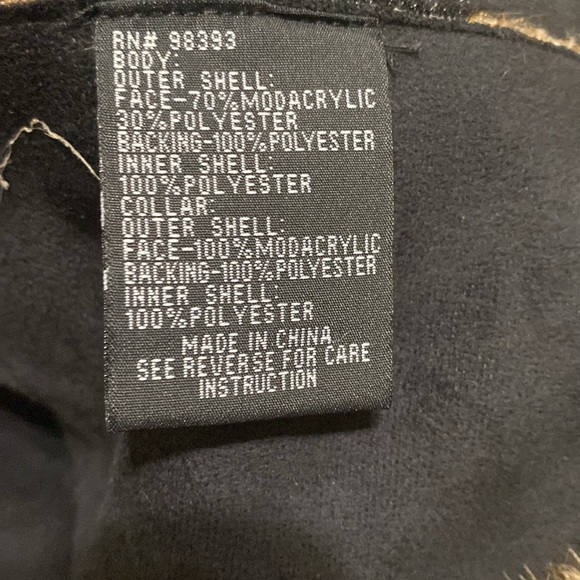 RN# 98393
BODY:
OUTER SHELL:
FACE-70%MODACRYLIC
30%POLYESTER
BACKING-100%POLYESTER
INNER SHELL:
100%POLYESTER
COLLAR:
OUTER SHELL:
FACE-100%MODACRYLIC
BACKING-100%POLYESTER
INNER SHELL:
100%POLYESTER
MADE IN CHINA
SEE REVERSE FOR CARE
INSTRUCTION